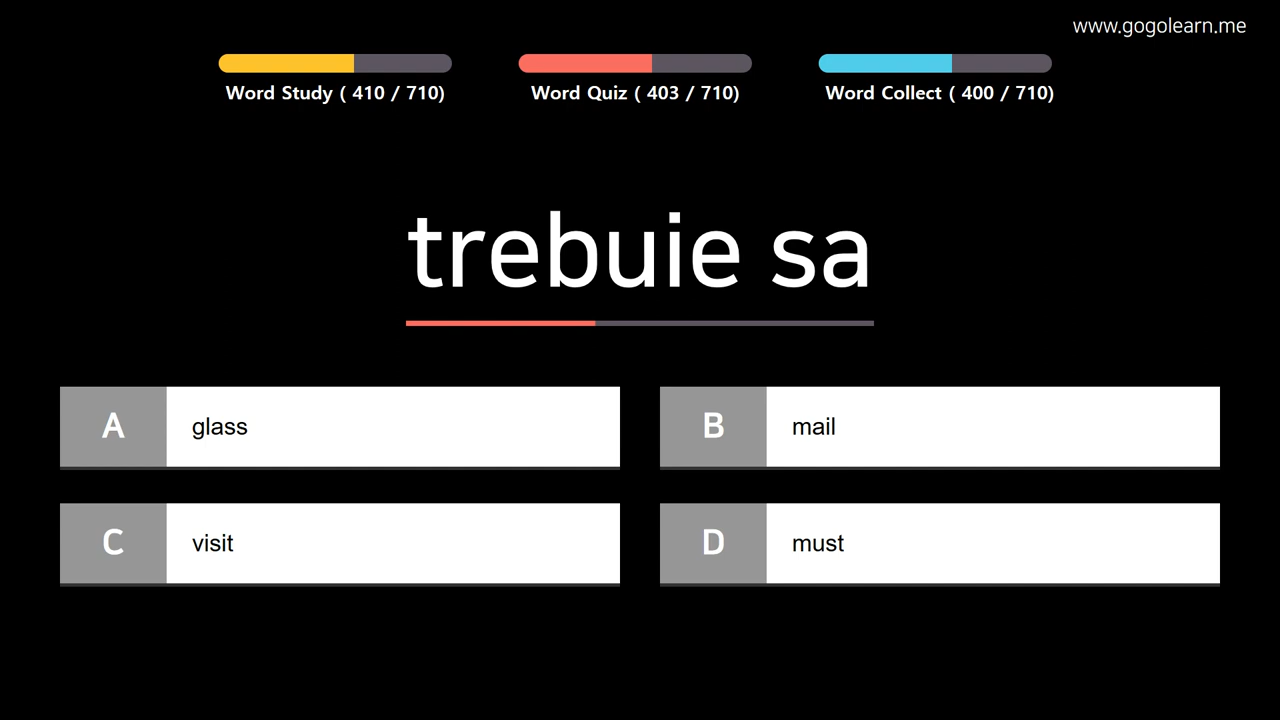 www.gogolearn.me
Word Study ( 410 / 710)
Word Quiz ( 403 / 710)
Word Collect ( 400 / 710)
trebuie sa
A
glass
B
mail
C
visit
D
must